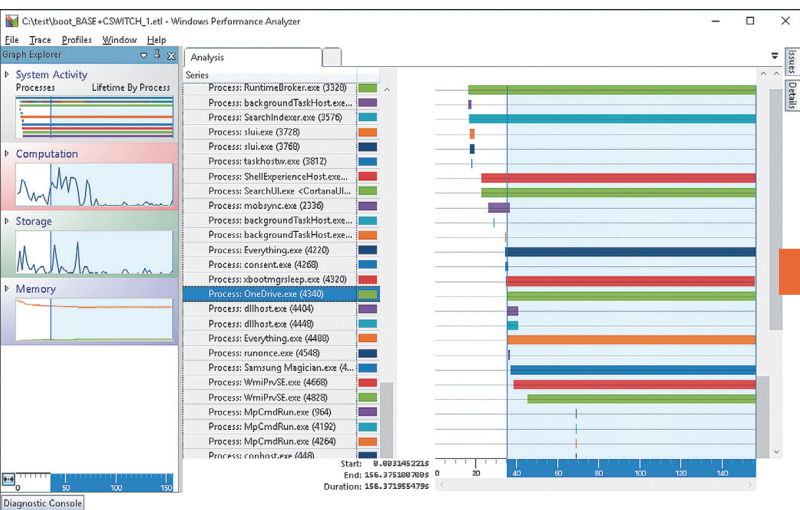 C:\test\boot_BASE+CSWITCH_1.etl - Windows Performance Analyzer
File Trace Profiles Window Help
Graph Explorer
System Activity
Processes Lifetime By Process
Computation
Storage
Memory
0 50 100 150
Diagnostic Console
Analysis
Series
Process: RuntimeBroker.exe (3328)
Process: backgroundTaskHost.exe...
Process: SearchIndexer.exe (3576)
Process: slui.exe (3728)
Process: slui.exe (3768)
Process: taskhostw.exe (3812)
Process: ShellExperienceHost.exe...
Process: SearchUI.exe <CortanaUI...
Process: mobsync.exe (2336)
Process: backgroundTaskHost.exe...
Process: backgroundTaskHost.exe...
Process: Everything.exe (4220)
Process: consent.exe (4268)
Process: xbootmgrsleep.exe (4320)
Process: OneDrive.exe (4340)
Process: dllhost.exe (4404)
Process: dllhost.exe (4448)
Process: Everything.exe (4488)
Process: runonce.exe (4548)
Process: Samsung Magician.exe (4...
Process: WmiPrvSE.exe (4668)
Process: WmiPrvSE.exe (4828)
Process: MpCmdRun.exe (964)
Process: MpCmdRun.exe (4192)
Process: MpCmdRun.exe (4264)
Process: conhost.exe (448)
Start: 0.003145221s
End: 156.375100700s
Duration: 156.371955479s
0 20 40 60 80 100 120 140
Issues
Details